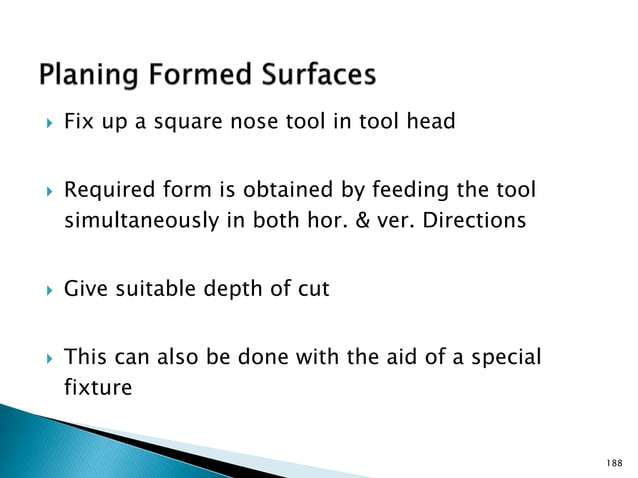 Planing Formed Surfaces
Fix up a square nose tool in tool head
Required form is obtained by feeding the tool
simultaneously in both hor. & ver. Directions
Give suitable depth of cut
This can also be done with the aid of a special
fixture
188